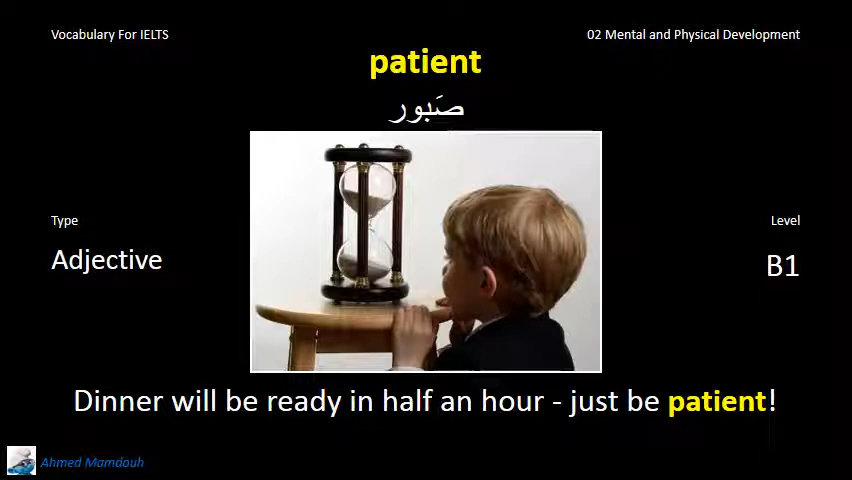 Vocabulary For IELTS
02 Mental and Physical Development
patient
صَبور
Type
Level
Adjective
B1
Dinner will be ready in half an hour - just be patient!
Ahmed Mamdouh